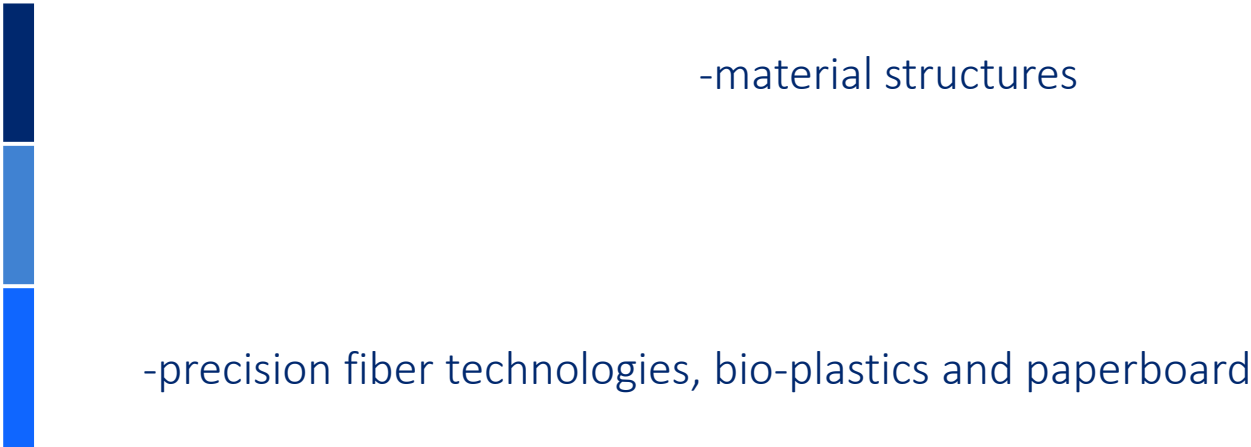 -material structures
-precision fiber technologies, bio-plastics and paperboard